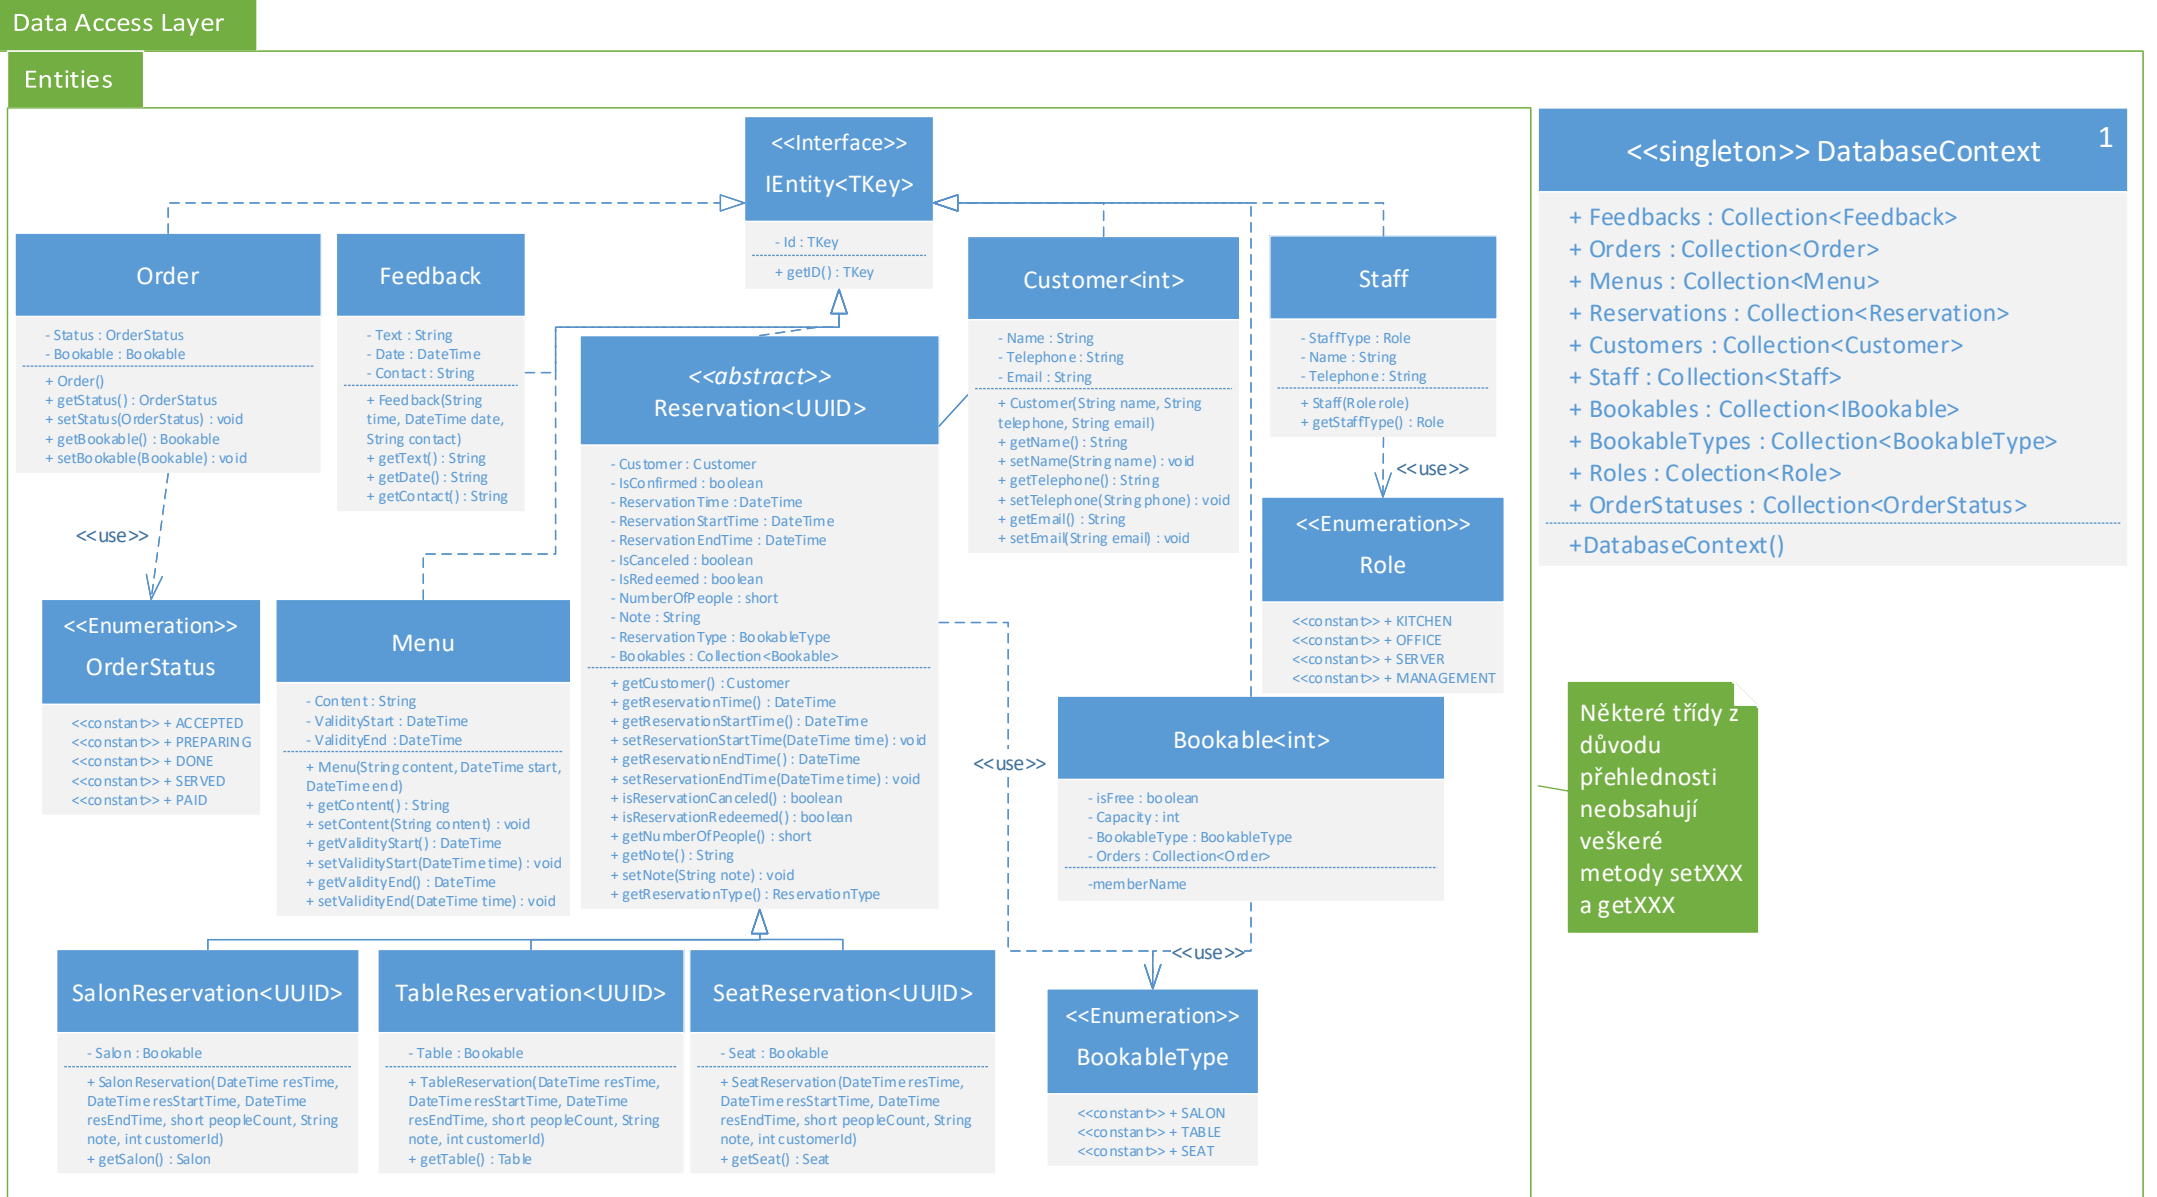 Data Access Layer
Entities
<<Interface>>
IEntity<TKey>
- Id : TKey
+ getID() : TKey
Order
- Status : OrderStatus
- Bookable : Bookable
+ Order()
+ getStatus() : OrderStatus
+ setStatus(OrderStatus) : void
+ getBookable() : Bookable
+ setBookable(Bookable) : void
<<use>>
Feedback
- Text : String
- Date : DateTime
- Contact : String
+ Feedback(String
time, DateTime date,
String contact)
+ getText() : String
+ getDate() : String
+ getContact() : String
<<abstract>>
Reservation<UUID>
- Customer : Customer
- IsConfirmed : boolean
- ReservationTime : DateTime
- ReservationStartTime : DateTime
- ReservationEndTime : DateTime
- IsCanceled : boolean
- IsRedeemed : boolean
- NumberOfPeople : short
- Note : String
- ReservationType : BookableType
- Bookables : Collection<Bookable>
+ getCustomer() : Customer
+ getReservationTime() : DateTime
+ getReservationStartTime() : DateTime
+ setReservationStartTime(DateTime time) : void
+ getReservationEndTime() : DateTime
+ setReservationEndTime(DateTime time) : void
+ isReservationCanceled() : boolean
+ isReservationRedeemed() : boolean
+ getNumberOfPeople() : short
+ getNote() : String
+ setNote(String note) : void
+ getReservationType() : ReservationType
Customer<int>
- Name : String
- Telephone : String
- Email : String
+ Customer(String name, String
telephone, String email)
+ getName() : String
+ setName(String name) : void
+ getTelephone() : String
+ setTelephone(String phone) : void
+ getEmail() : String
+ setEmail(String email) : void
Staff
- StaffType : Role
- Name : String
- Telephone : String
+ Staff(Role role)
+ getStaffType() : Role
<<use>>
<<Enumeration>>
Role
<<constant>> + KITCHEN
<<constant>> + OFFICE
<<constant>> + SERVER
<<constant>> + MANAGEMENT
<<Enumeration>>
OrderStatus
<<constant>> + ACCEPTED
<<constant>> + PREPARING
<<constant>> + DONE
<<constant>> + SERVED
<<constant>> + PAID
Menu
- Content : String
- ValidityStart : DateTime
- ValidityEnd : DateTime
+ Menu(String content, DateTime start,
DateTime end)
+ getContent() : String
+ setContent(String content) : void
+ getValidityStart() : DateTime
+ setValidityStart(DateTime time) : void
+ getValidityEnd() : DateTime
+ setValidityEnd(DateTime time) : void
<<use>>
Bookable<int>
- isFree : boolean
- Capacity : int
- BookableType : BookableType
- Orders : Collection<Order>
-memberName
<<use>>
SalonReservation<UUID>
- Salon : Bookable
+ SalonReservation(DateTime resTime,
DateTime resStartTime, DateTime
resEndTime, short peopleCount, String
note, int customerId)
+ getSalon() : Salon
TableReservation<UUID>
- Table : Bookable
+ TableReservation(DateTime resTime,
DateTime resStartTime, DateTime
resEndTime, short peopleCount, String
note, int customerId)
+ getTable() : Table
SeatReservation<UUID>
- Seat : Bookable
+ SeatReservation(DateTime resTime,
DateTime resStartTime, DateTime
resEndTime, short peopleCount, String
note, int customerId)
+ getSeat() : Seat
<<Enumeration>>
BookableType
<<constant>> + SALON
<<constant>> + TABLE
<<constant>> + SEAT
<<singleton>> DatabaseContext
1
+ Feedbacks : Collection<Feedback>
+ Orders : Collection<Order>
+ Menus : Collection<Menu>
+ Reservations : Collection<Reservation>
+ Customers : Collection<Customer>
+ Staff : Collection<Staff>
+ Bookables : Collection<IBookable>
+ BookableTypes : Collection<BookableType>
+ Roles : Colection<Role>
+ OrderStatuses : Collection<OrderStatus>
+DatabaseContext()
Některé třídy z
důvodu
přehlednosti
neobsahují
veškeré
metody setXXX
a getXXX